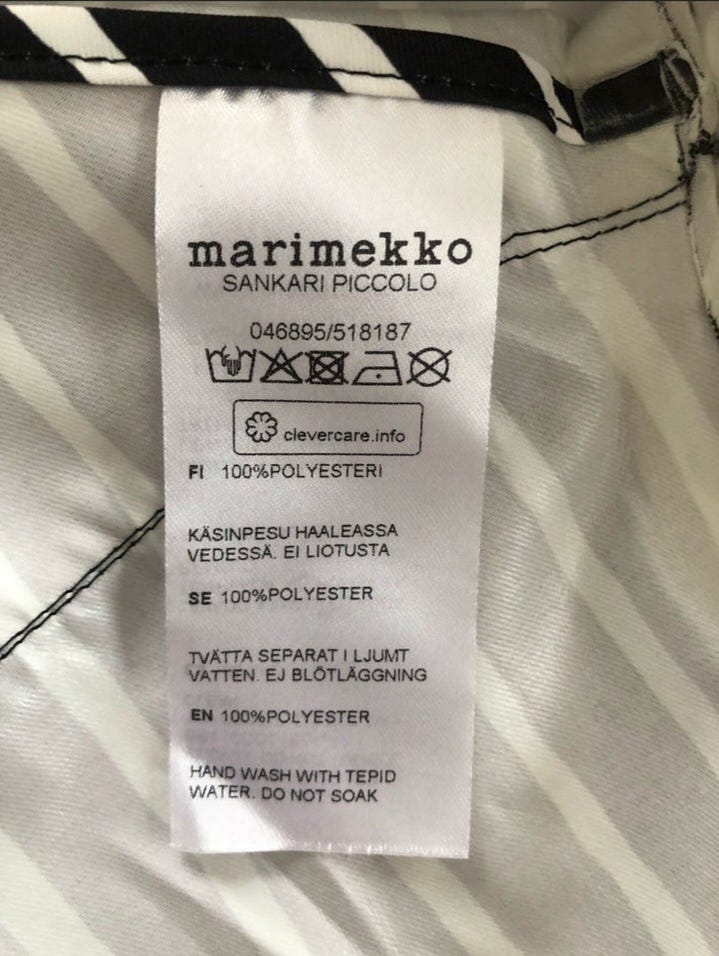 marimekko
SANKARI PICCOLO
046895/518187
clevercare.info
FI 100%POLYESTERI
KÄSINPESU HAALEASSA
VEDESSÄ. EI LIOTUSTA
SE 100%POLYESTER
TVÄTTA SEPARAT I LJUMT
VATTEN. EJ BLÖTLÄGGNING
EN 100%POLYESTER
HAND WASH WITH TEPID
WATER. DO NOT SOAK